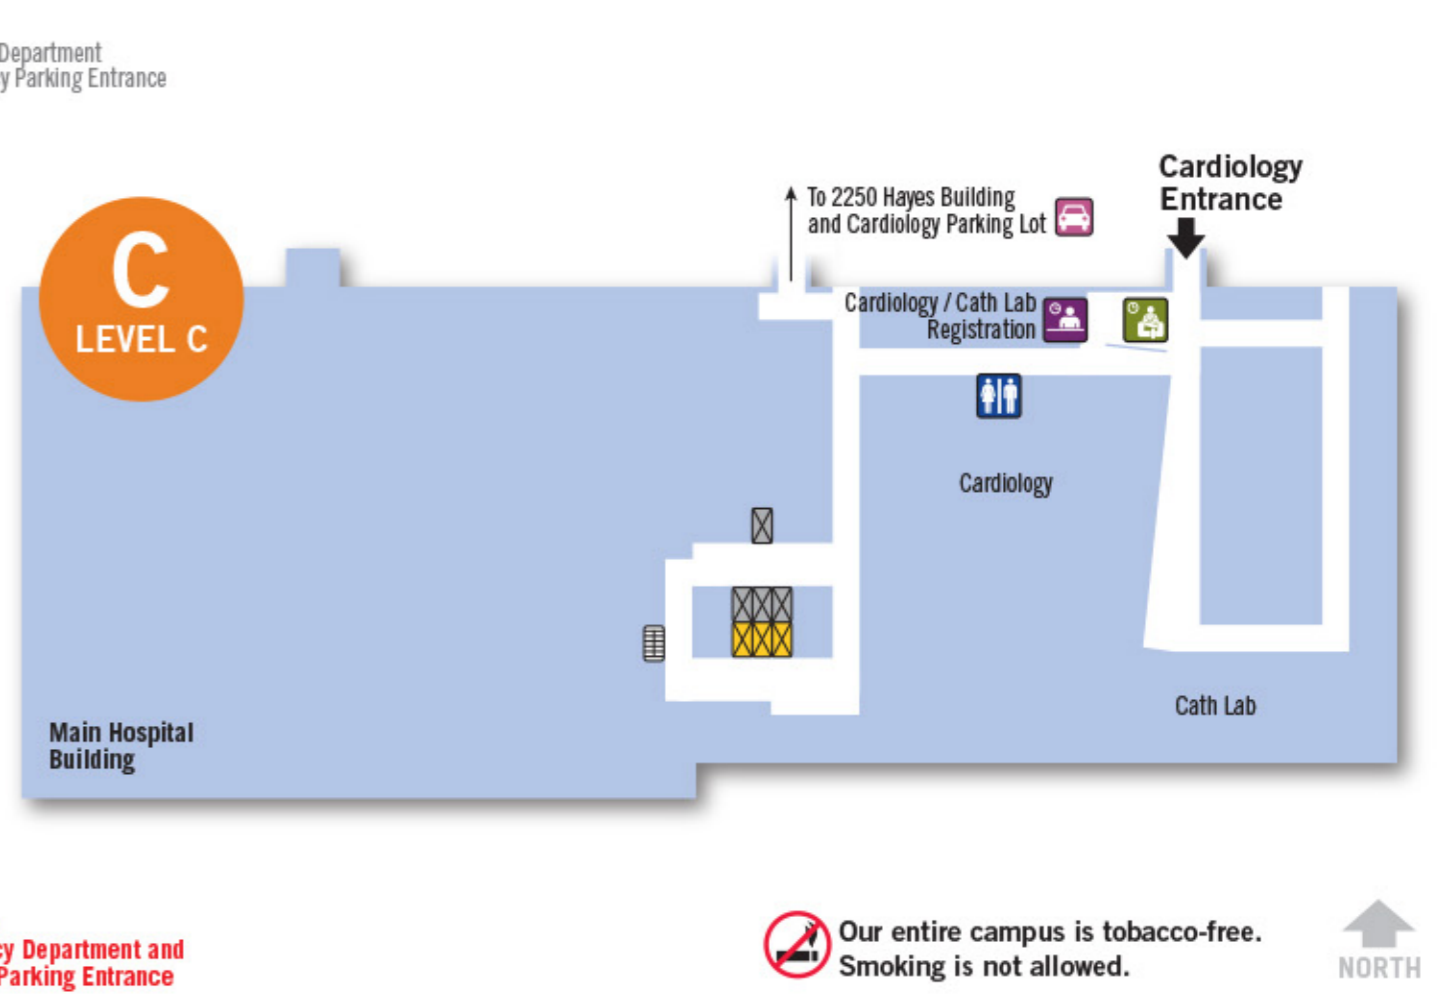 Department
y Parking Entrance
Cardiology
Entrance
To 2250 Hayes Building
and Cardiology Parking Lot
C
LEVEL C
Cardiology / Cath Lab
Registration
Cardiology
Cath Lab
Main Hospital
Building
cy Department and
Parking Entrance
Our entire campus is tobacco-free.
Smoking is not allowed.
NORTH